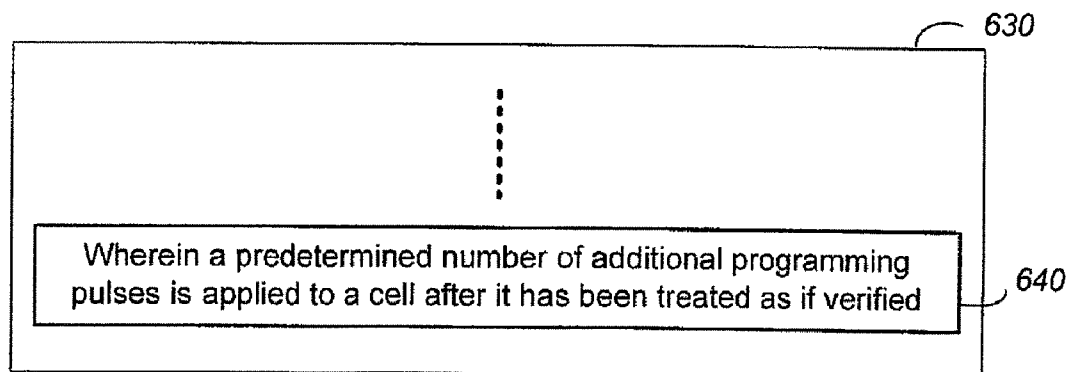 630
Wherein a predetermined number of additional programming
pulses is applied to a cell after it has been treated as if verified
640